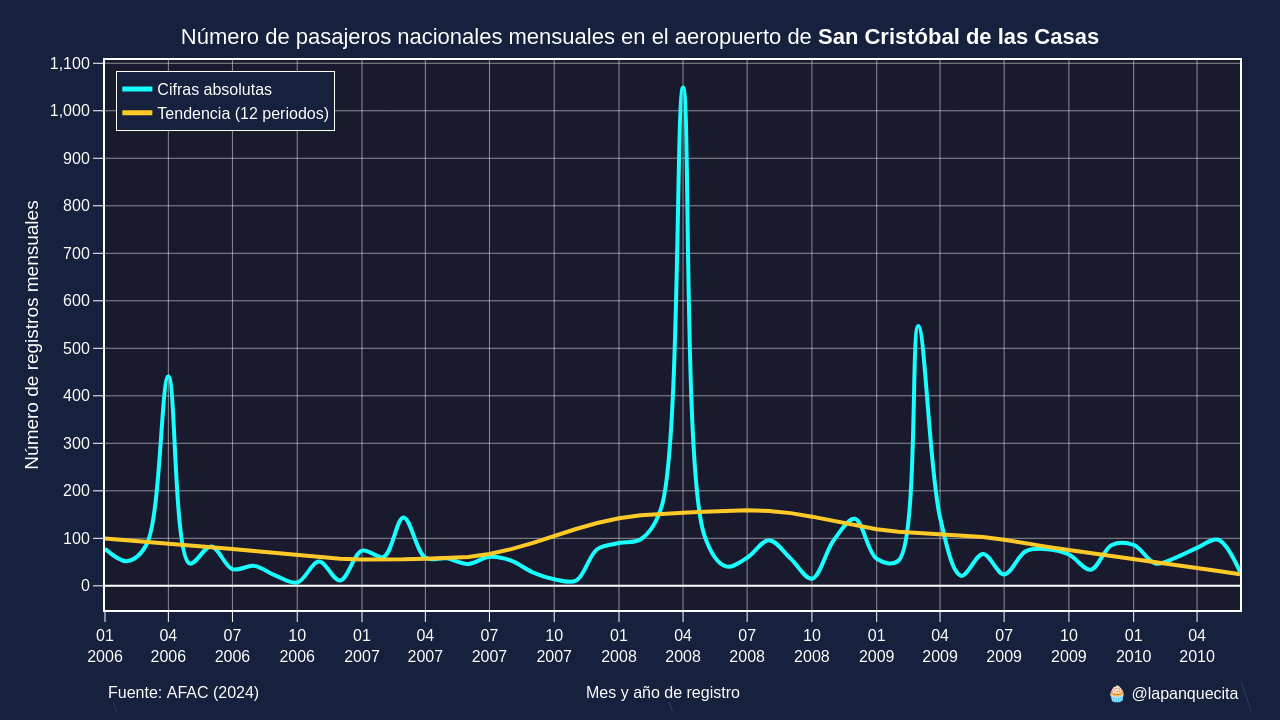 Número de pasajeros nacionales mensuales en el aeropuerto de San Cristóbal de las Casas
Cifras absolutas
Tendencia (12 periodos)
Número de registros mensuales
1,100
1,000
900
800
700
600
500
400
300
200
100
0
01 04 07 10 01 04 07 10 01 04 07 10 01 04 07 10 01 04
2006 2006 2006 2006 2007 2007 2007 2007 2008 2008 2008 2008 2009 2009 2009 2009 2010 2010
Fuente: AFAC (2024) Mes y año de registro 🧁 @lapanquecita